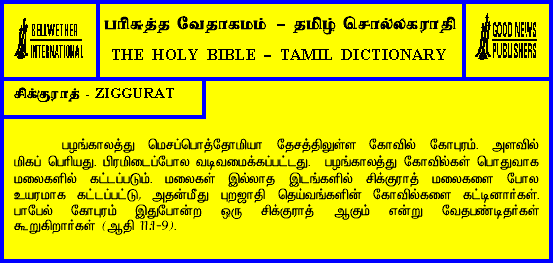 BELLWETHER
INTERNATIONAL
பரிசுத்த வேதாகமம் – தமிழ் சொல்லகராதி
THE HOLY BIBLE – TAMIL DICTIONARY
GOOD NEWS
PUBLISHERS
சிக்குராத் - ZIGGURAT
பழங்காலத்து மெசப்பொத்தோமியா தேசத்திலுள்ள கோவில் கோபுரம். அளவில்
மிகப் பெரியது. பிரமிடைப்போல வடிவமைக்கப்பட்டது. பழங்காலத்து கோவில்கள் பொதுவாக
மலைகளில் கட்டப்படும். மலைகள் இல்லாத இடங்களில் சிக்குராத் மலைகளை போல
உயரமாக கட்டப்பட்டு, அதன்மீது புறஜாதி தெய்வங்களின் கோவில்களை கட்டினார்கள்.
பாபேல் கோபுரம் இதுபோன்ற ஒரு சிக்குராத் ஆகும் என்று வேதபண்டிதர்கள்
கூறுகிறார்கள் (ஆதி 11:1-9).